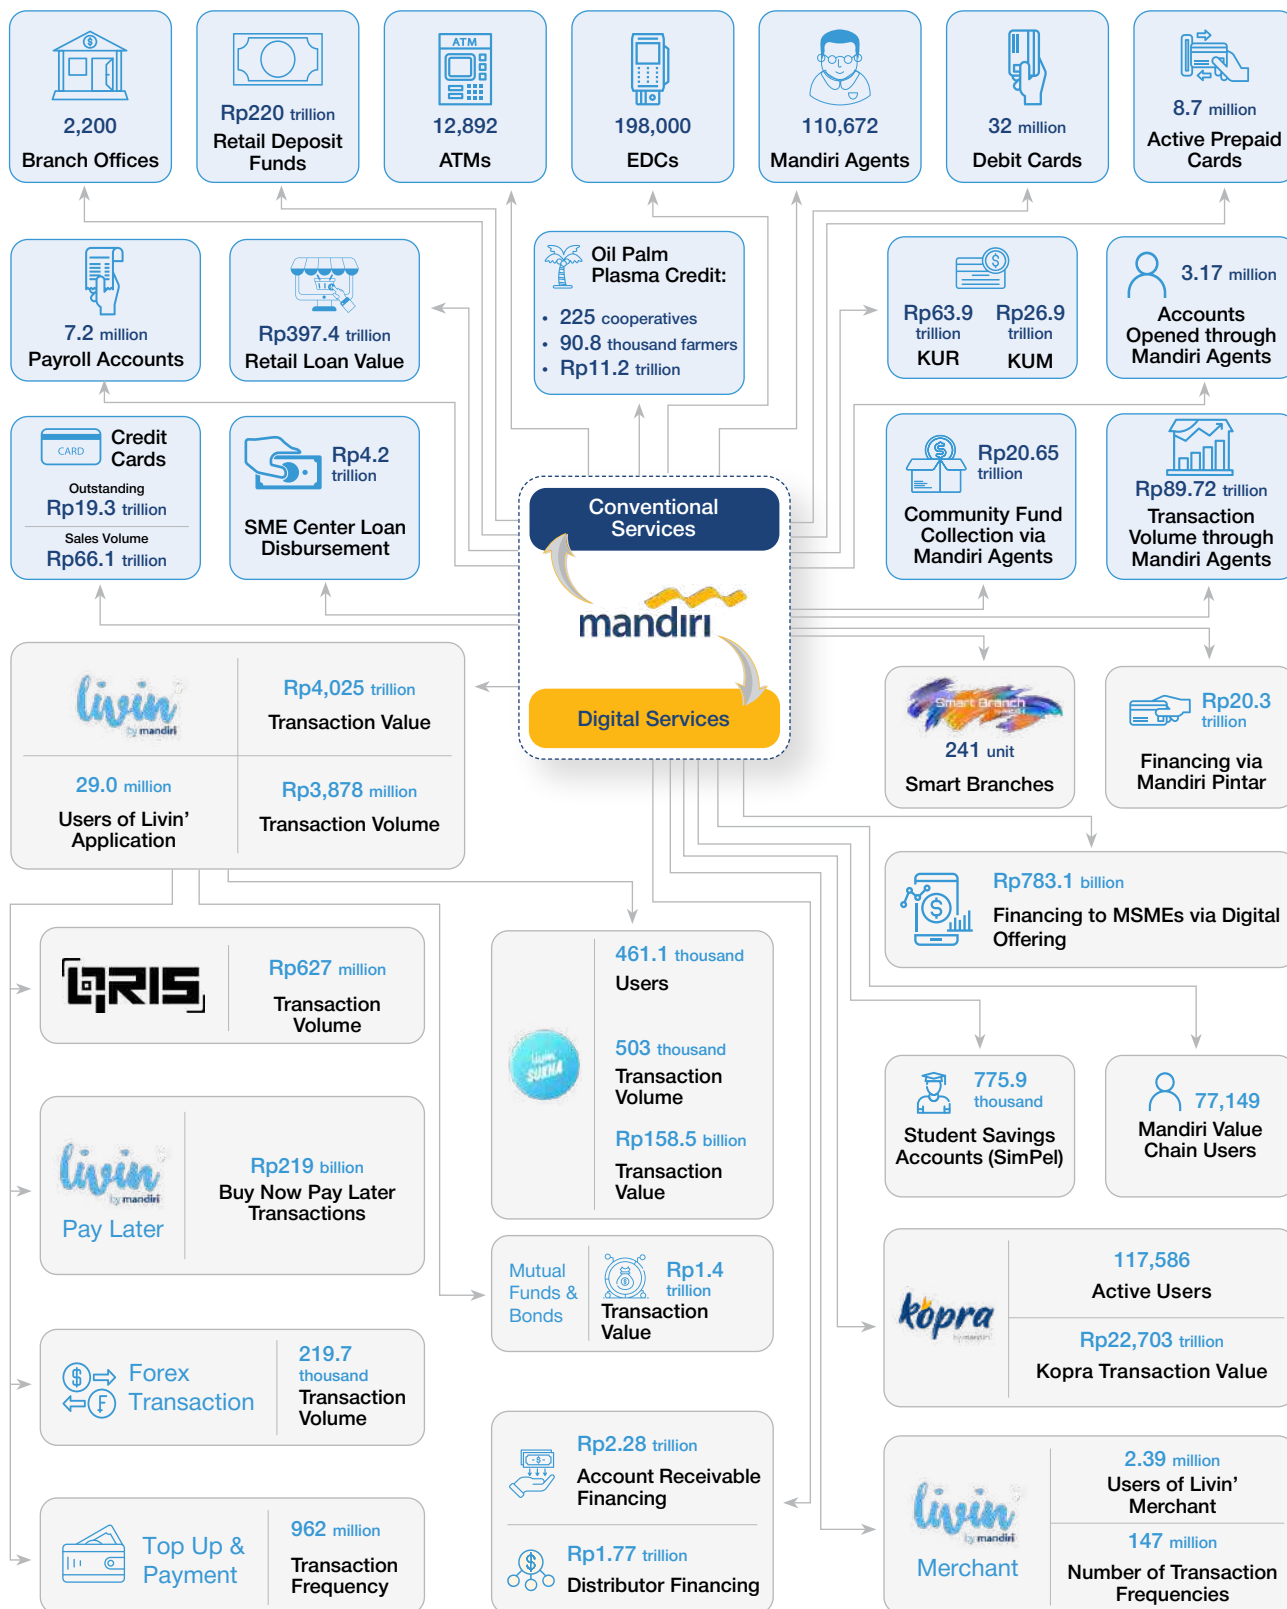 2,200
Branch Offices
Rp220 trillion
Retail Deposit
Funds
ATM
12,892
ATMs
198,000
EDCs
110,672
Mandiri Agents
32 million
Debit Cards
8.7 million
Active Prepaid
Cards
7.2 million
Payroll Accounts
Rp397.4 trillion
Retail Loan Value
Oil Palm
Plasma Credit:
• 225 cooperatives
• 90.8 thousand farmers
• Rp11.2 trillion
Rp63.9
trillion
KUR
Rp26.9
trillion
KUM
3.17 million
Accounts
Opened through
Mandiri Agents
CARD
Credit
Cards
Outstanding
Rp19.3 trillion
Sales Volume
Rp66.1 trillion
Rp4.2
trillion
SME Center Loan
Disbursement
Conventional
Services
mandiri
Digital Services
Rp20.65
trillion
Community Fund
Collection via
Mandiri Agents
Rp89.72 trillion
Transaction
Volume through
Mandiri Agents
livin'
by mandiri
Rp4,025 trillion
Transaction Value
29.0 million
Users of Livin'
Application
Rp3,878 million
Transaction Volume
Smart Branch
241 unit
Smart Branches
Rp20.3
trillion
Financing via
Mandiri Pintar
Rp783.1 billion
Financing to MSMEs via Digital
Offering
QRIS
Rp627 million
Transaction
Volume
livin'
SUKHA
461.1 thousand
Users
503 thousand
Transaction
Volume
Rp158.5 billion
Transaction
Value
775.9
thousand
Student Savings
Accounts (SimPel)
77,149
Mandiri Value
Chain Users
livin'
by mandiri
Pay Later
Rp219 billion
Buy Now Pay Later
Transactions
Mutual
Funds &
Bonds
Rp1.4
trillion
Transaction
Value
kopra
by mandiri
117,586
Active Users
Rp22,703 trillion
Kopra Transaction Value
Forex
Transaction
219.7
thousand
Transaction
Volume
Rp2.28 trillion
Account Receivable
Financing
Rp1.77 trillion
Distributor Financing
livin'
by mandiri
Merchant
2.39 million
Users of Livin'
Merchant
147 million
Number of Transaction
Frequencies
Top Up &
Payment
962 million
Transaction
Frequency